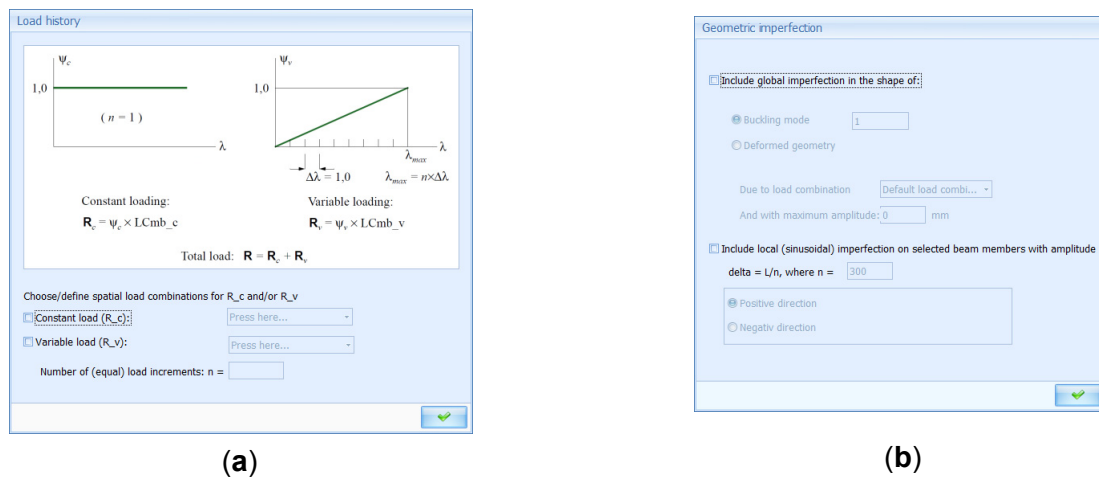 Load history
Ψc
1,0
( n = 1 )
λ
Ψv
1,0
λ
λmax
Δλ = 1,0
λmax = n×Δλ
Constant loading:
Rc = ψc × LCmb_c
Variable loading:
Rv = ψv × LCmb_v
Total load: R = Rc + Rv
Choose/define spatial load combinations for R_c and/or R_v
Constant load (R_c): Press here...
Variable load (R_v): Press here...
Number of (equal) load increments: n =
(a)
Geometric imperfection
Include global imperfection in the shape of:
Buckling mode 1
Deformed geometry
Due to load combination Default load combi...
And with maximum amplitude: 0 mm
Include local (sinusoidal) imperfection on selected beam members with amplitude
delta = L/n, where n = 300
Positive direction
Negativ direction
(b)